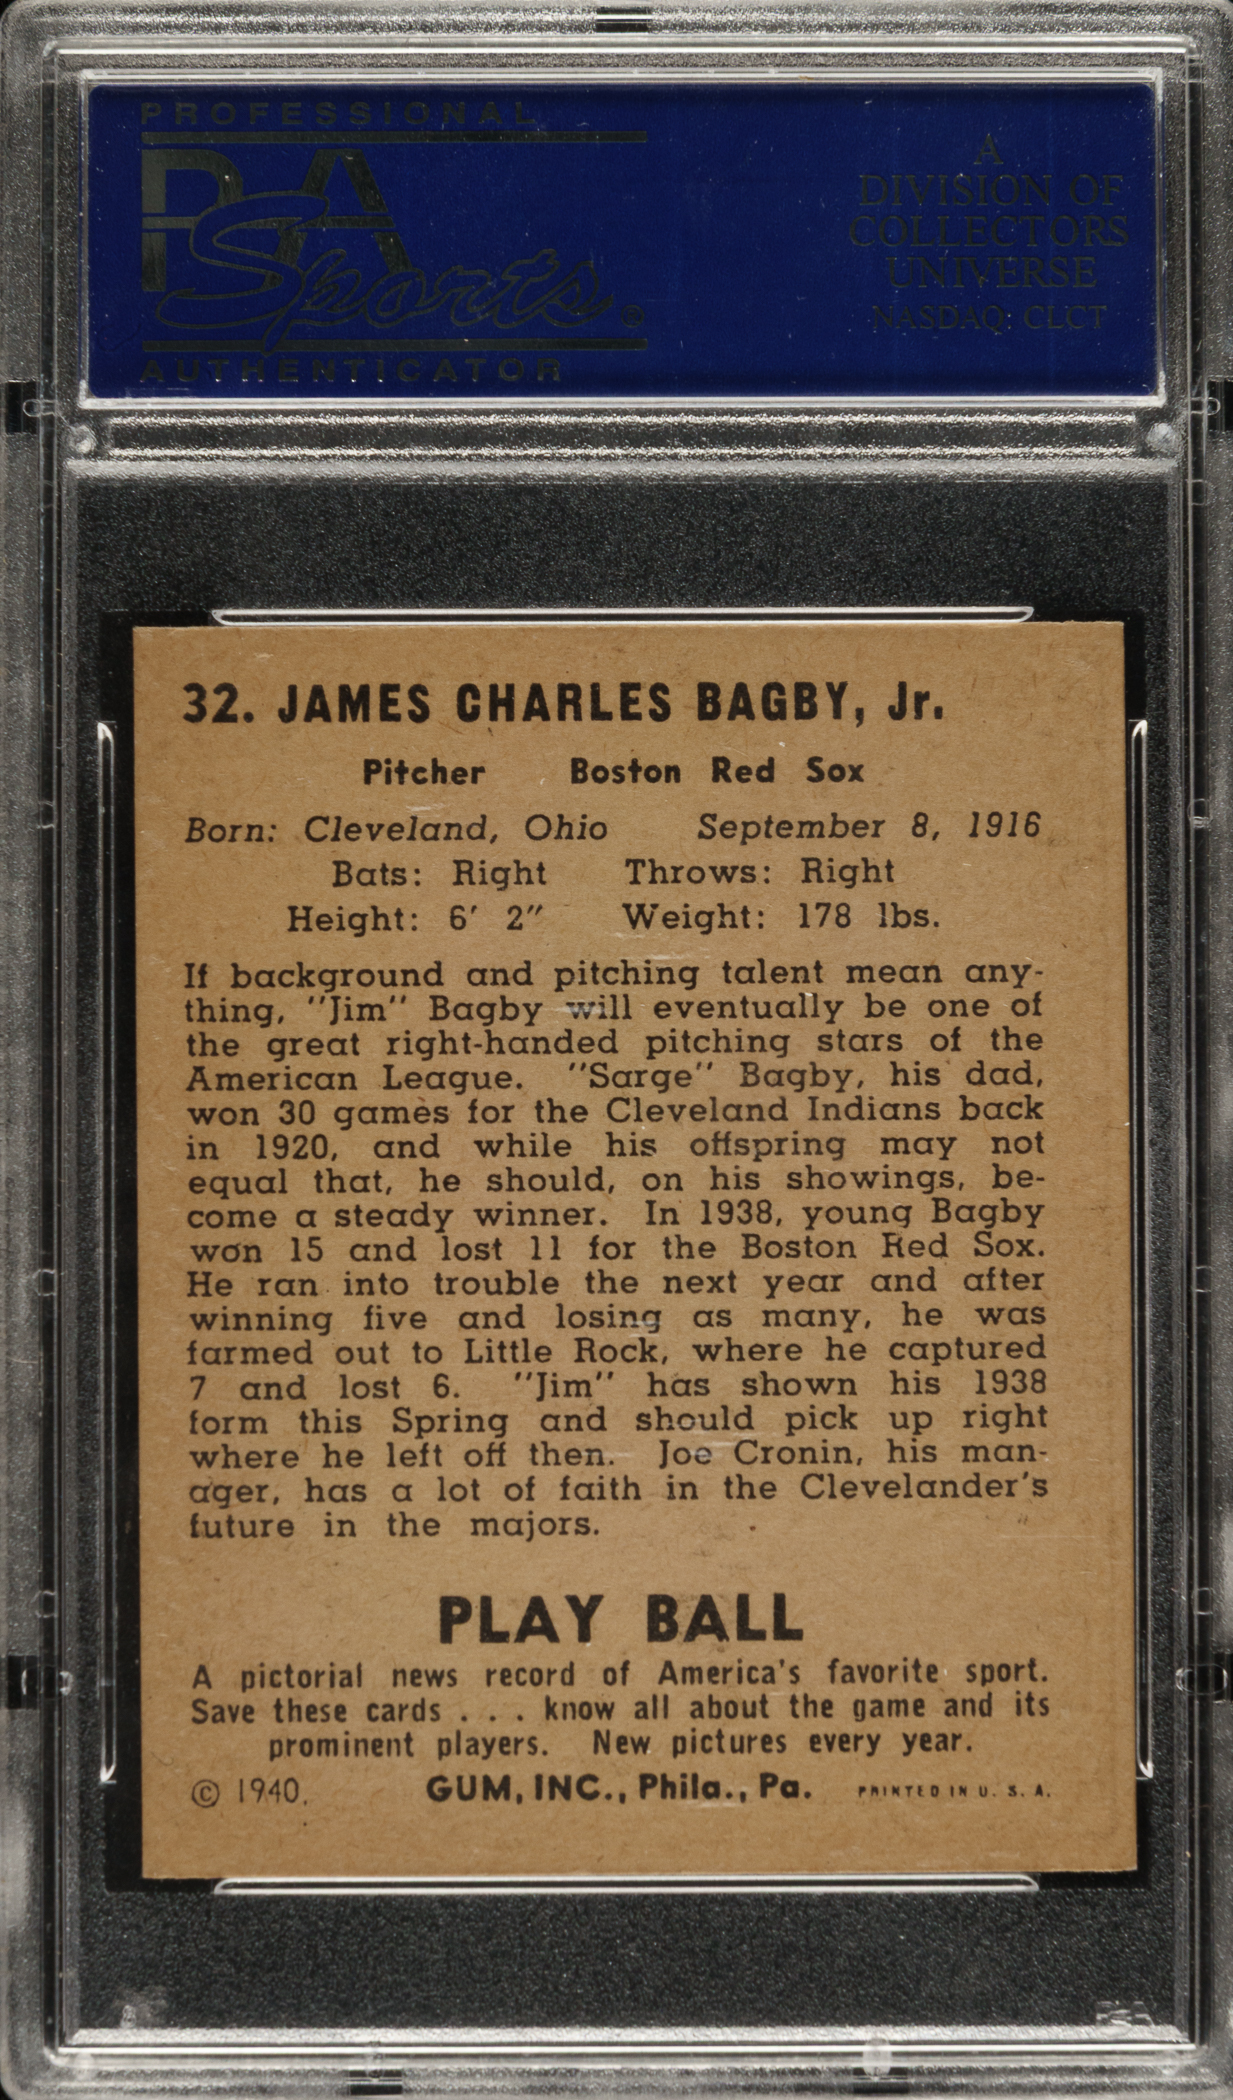 PROFESSIONAL
PSA
Sports®
AUTHENTICATOR
A
DIVISION OF
COLLECTORS
UNIVERSE
NASDAQ: CLCT
32. JAMES CHARLES BAGBY, Jr.
Pitcher Boston Red Sox
Born: Cleveland, Ohio September 8, 1916
Bats: Right Throws: Right
Height: 6' 2" Weight: 178 lbs.
If background and pitching talent mean any-
thing, "Jim" Bagby will eventually be one of
the great right-handed pitching stars of the
American League. "Sarge" Bagby, his dad,
won 30 games for the Cleveland Indians back
in 1920, and while his offspring may not
equal that, he should, on his showings, be-
come a steady winner. In 1938, young Bagby
won 15 and lost 11 for the Boston Red Sox.
He ran into trouble the next year and after
winning five and losing as many, he was
farmed out to Little Rock, where he captured
7 and lost 6. "Jim" has shown his 1938
form this Spring and should pick up right
where he left off then. Joe Cronin, his man-
ager, has a lot of faith in the Clevelander's
future in the majors.
PLAY BALL
A pictorial news record of America's favorite sport.
Save these cards . . . know all about the game and its
prominent players. New pictures every year.
© 1940, GUM, INC., Phila., Pa. PRINTED IN U. S. A.
PSA